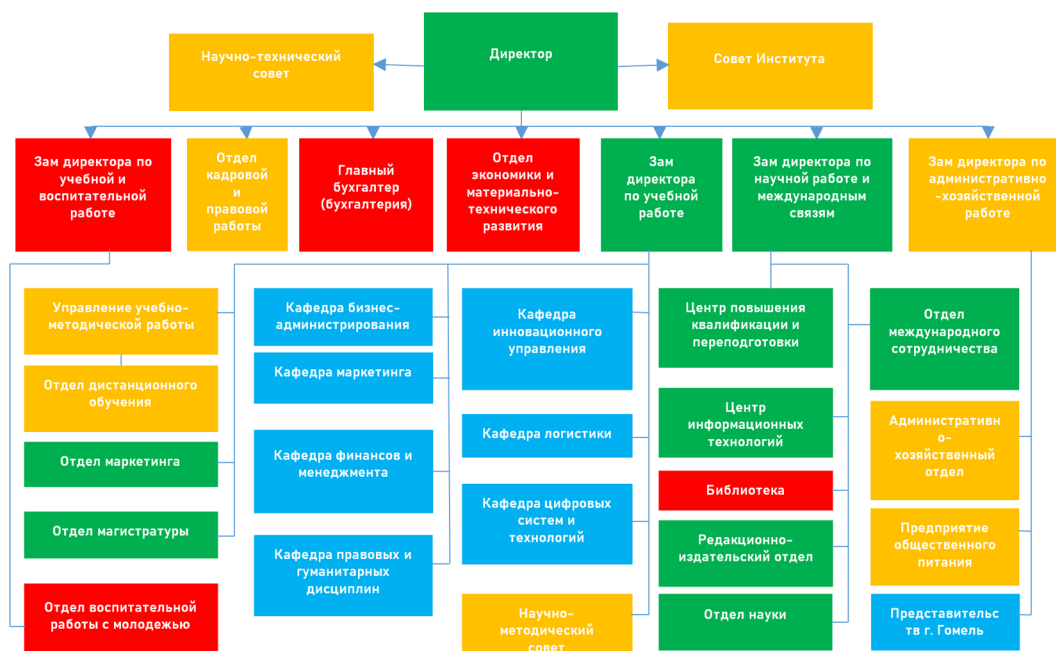 Научно-технический
совет
Директор
Совет Института
Зам директора по
учебной и
воспитательной
работе
Отдел
кадровой
и
правовой
работы
Главный
бухгалтер
(бухгалтерия)
Отдел
экономики и
материально-
технического
развития
Зам
директора
по учебной
работе
Зам директора по
научной работе и
международным
связям
Зам директора по
административно
-хозяйственной
работе
Управление учебно-
методической работы
Отдел дистанционного
обучения
Отдел маркетинга
Отдел магистратуры
Отдел воспитательной
работы с молодежью
Кафедра бизнес-
администрирования
Кафедра маркетинга
Кафедра финансов и
менеджмента
Кафедра правовых и
гуманитарных
дисциплин
Кафедра
инновационного
управления
Кафедра логистики
Кафедра цифровых
систем и
технологий
Научно-
методический
совет
Центр повышения
квалификации и
переподготовки
Центр
информационных
технологий
Библиотека
Редакционно-
издательский отдел
Отдел науки
Отдел
международного
сотрудничества
Административн
о-
хозяйственный
отдел
Предприятие
общественного
питания
Представительс
тв г. Гомель